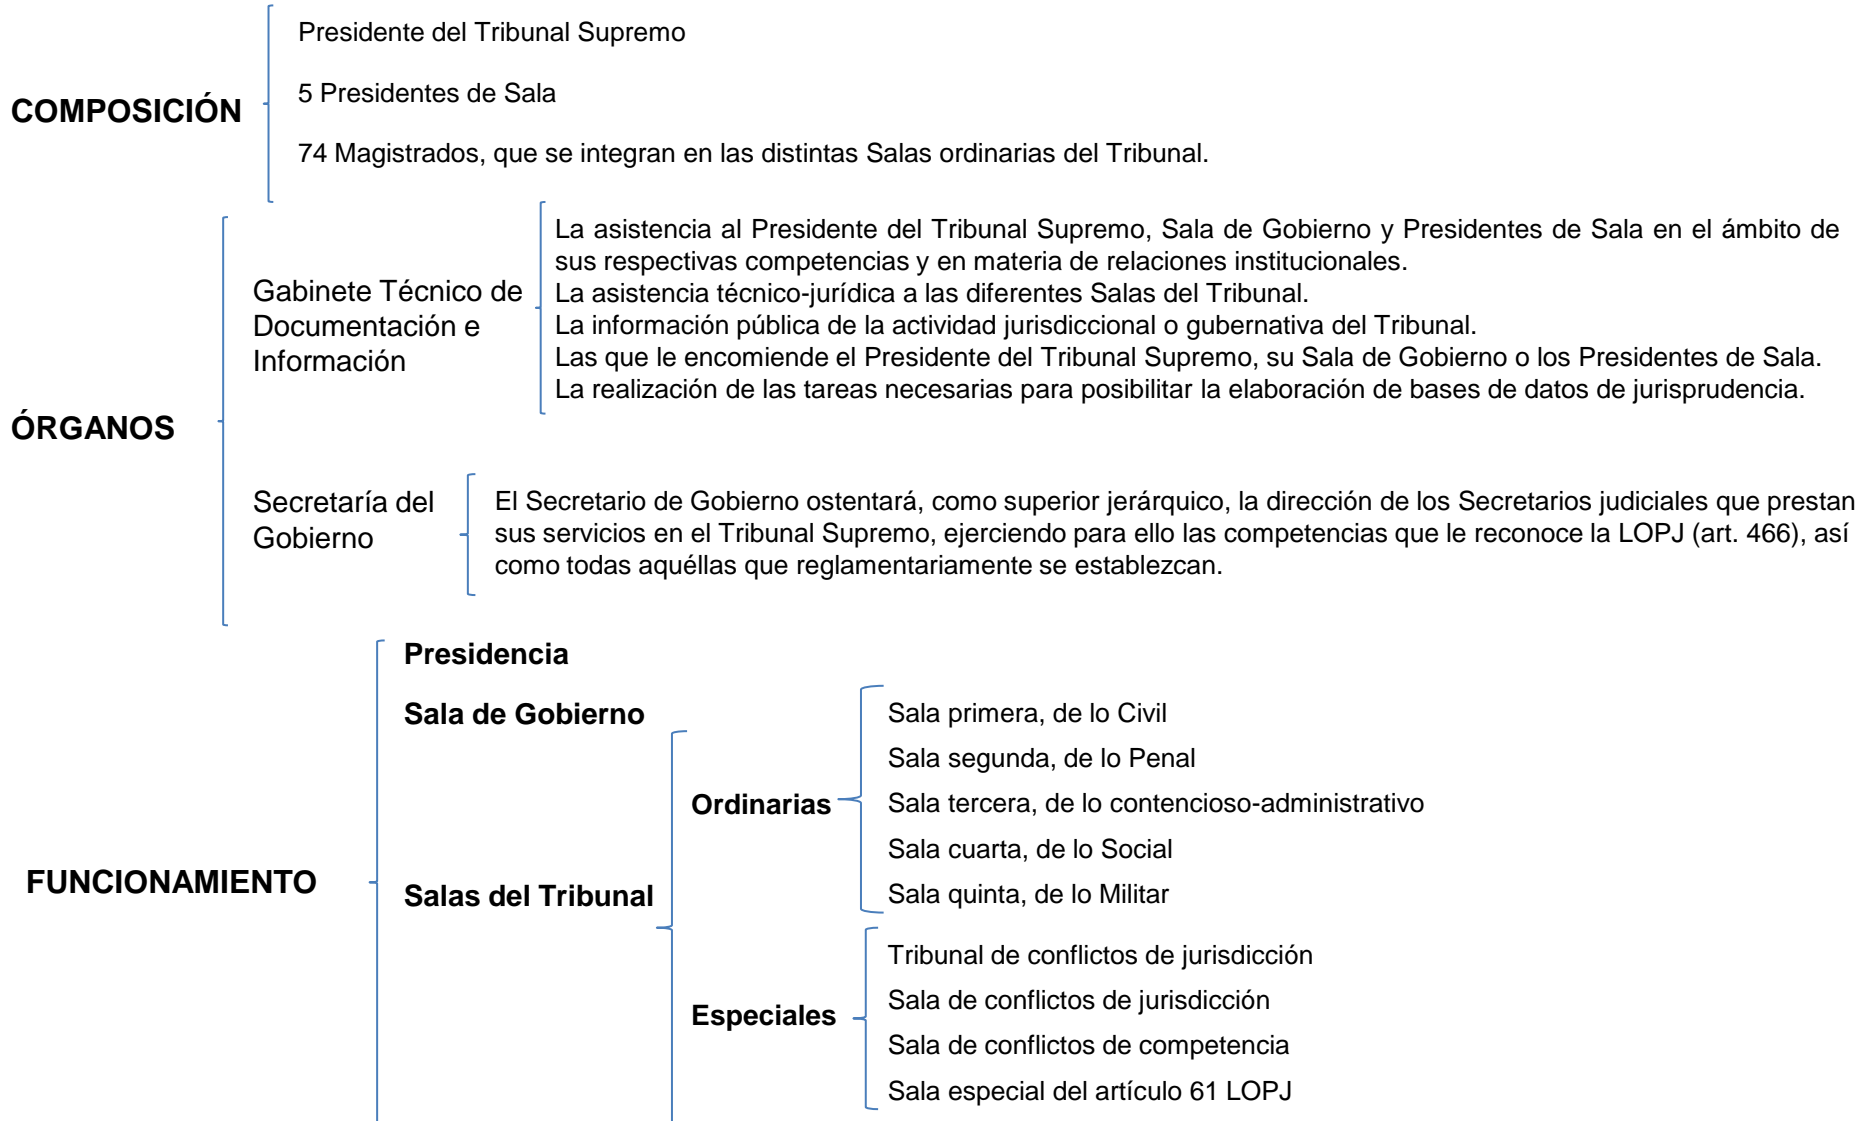 COMPOSICIÓN
Presidente del Tribunal Supremo
5 Presidentes de Sala
74 Magistrados, que se integran en las distintas Salas ordinarias del Tribunal.
ÓRGANOS
Gabinete Técnico de
Documentación e
Información
La asistencia al Presidente del Tribunal Supremo, Sala de Gobierno y Presidentes de Sala en el ámbito de
sus respectivas competencias y en materia de relaciones institucionales.
La asistencia técnico-jurídica a las diferentes Salas del Tribunal.
La información pública de la actividad jurisdiccional o gubernativa del Tribunal.
Las que le encomiende el Presidente del Tribunal Supremo, su Sala de Gobierno o los Presidentes de Sala.
La realización de las tareas necesarias para posibilitar la elaboración de bases de datos de jurisprudencia.
Secretaría del
Gobierno
El Secretario de Gobierno ostentará, como superior jerárquico, la dirección de los Secretarios judiciales que prestan
sus servicios en el Tribunal Supremo, ejerciendo para ello las competencias que le reconoce la LOPJ (art. 466), así
como todas aquéllas que reglamentariamente se establezcan.
FUNCIONAMIENTO
Presidencia
Sala de Gobierno
Salas del Tribunal
Ordinarias
Sala primera, de lo Civil
Sala segunda, de lo Penal
Sala tercera, de lo contencioso-administrativo
Sala cuarta, de lo Social
Sala quinta, de lo Militar
Especiales
Tribunal de conflictos de jurisdicción
Sala de conflictos de jurisdicción
Sala de conflictos de competencia
Sala especial del artículo 61 LOPJ